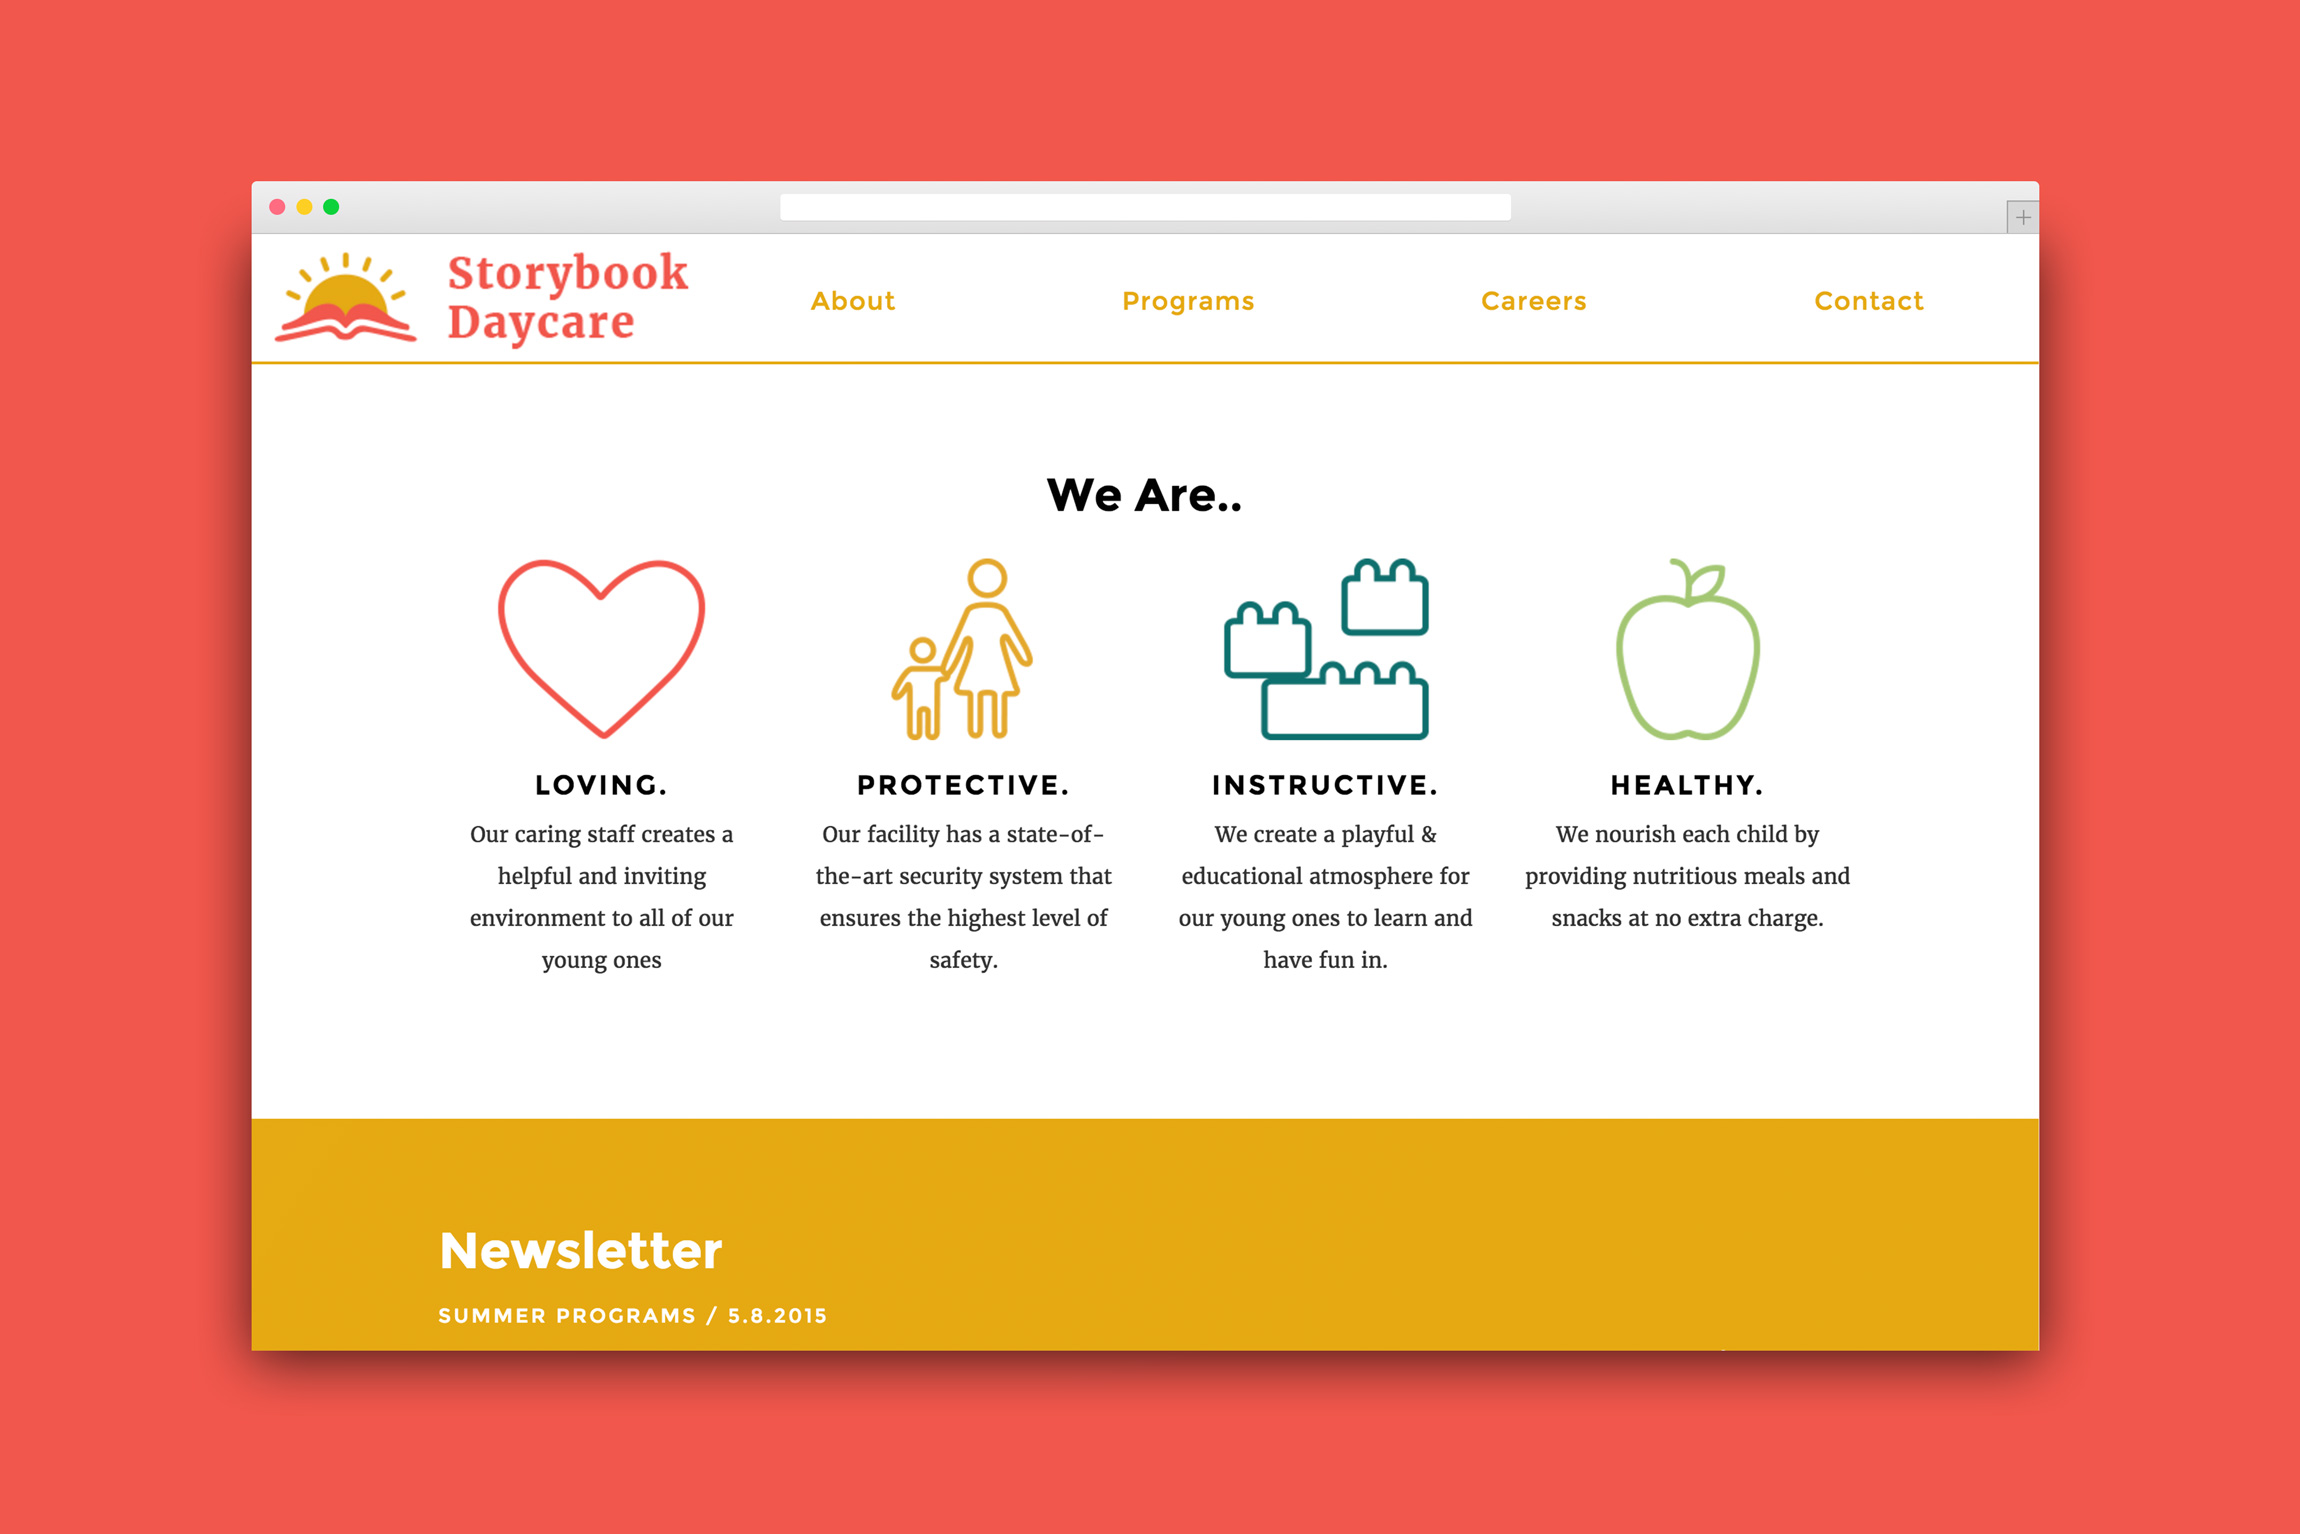 Storybook
Daycare
About
Programs
Careers
Contact
We Are..
LOVING.
Our caring staff creates a
helpful and inviting
environment to all of our
young ones
PROTECTIVE.
Our facility has a state-of-
the-art security system that
ensures the highest level of
safety.
INSTRUCTIVE.
We create a playful &
educational atmosphere for
our young ones to learn and
have fun in.
HEALTHY.
We nourish each child by
providing nutritious meals and
snacks at no extra charge.
Newsletter
SUMMER PROGRAMS / 5.8.2015